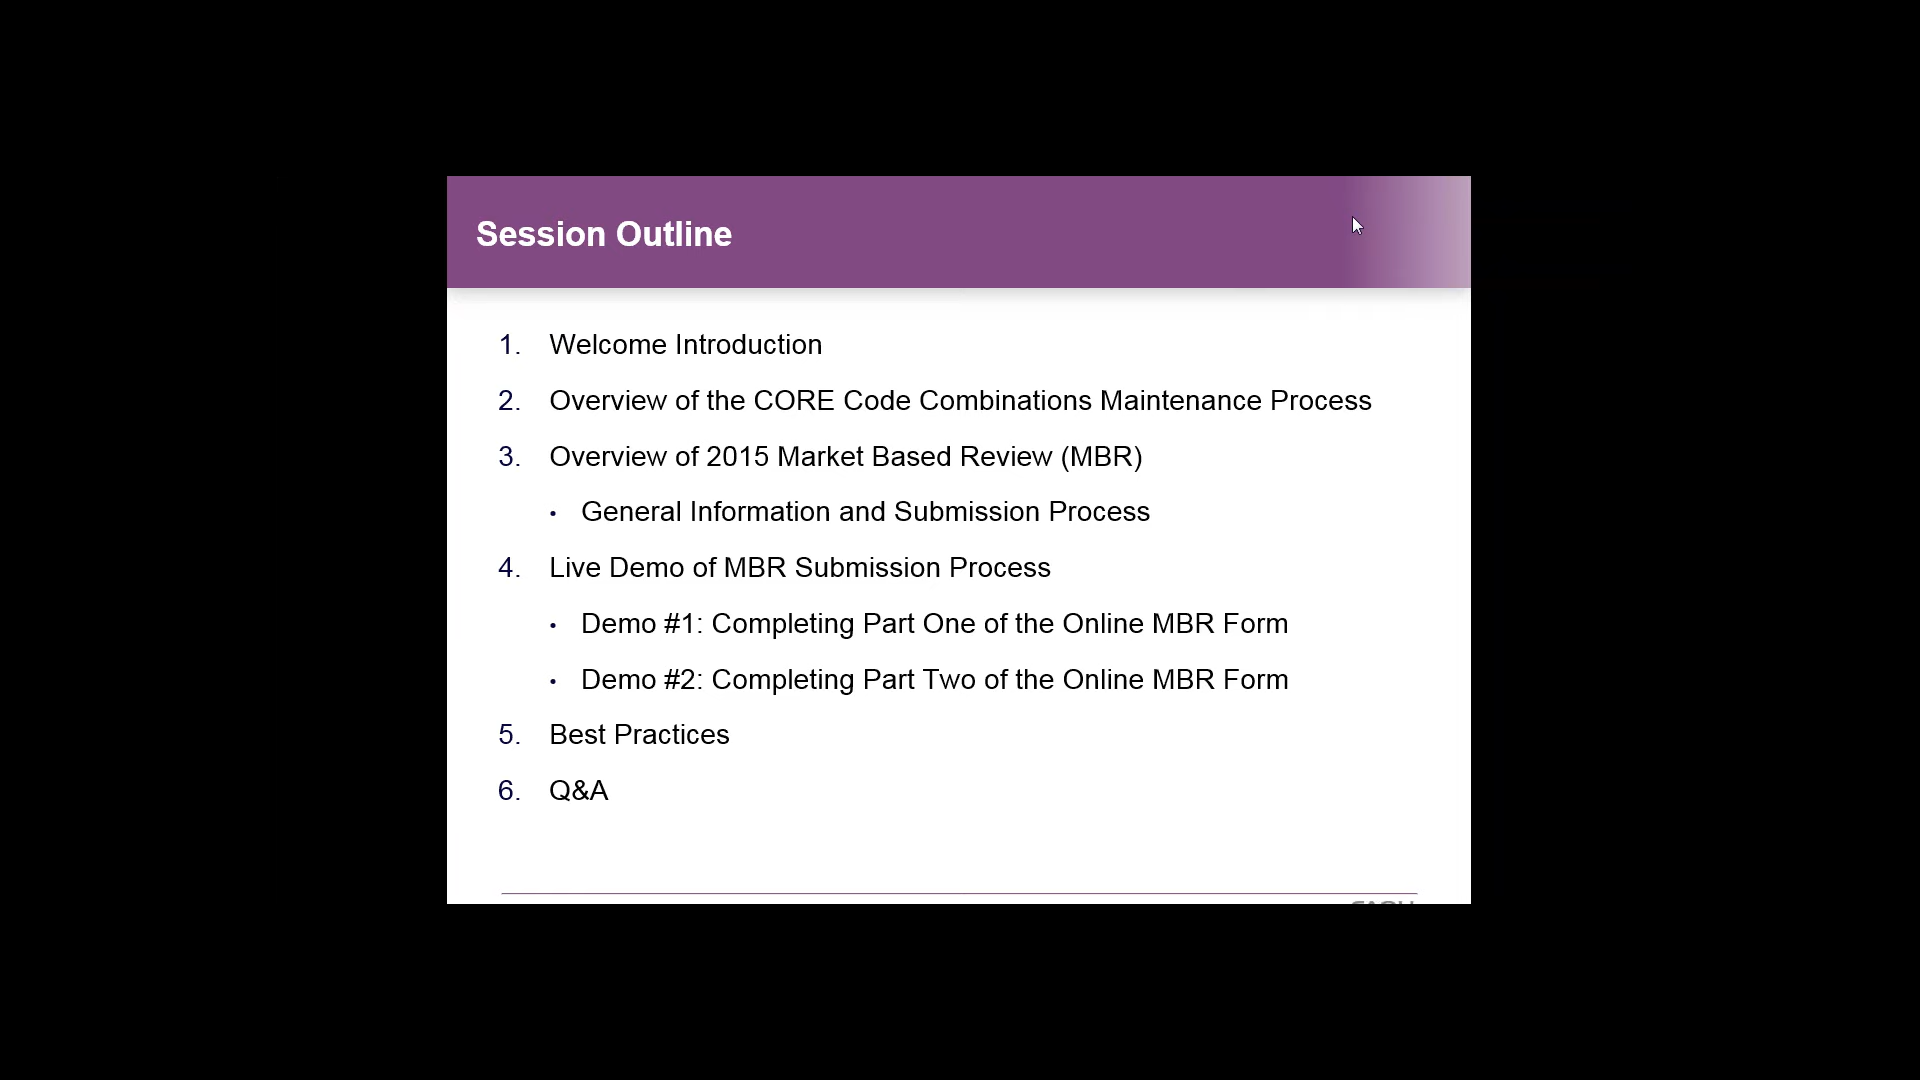 Session Outline
1. Welcome Introduction
2. Overview of the CORE Code Combinations Maintenance Process
3. Overview of 2015 Market Based Review (MBR)
• General Information and Submission Process
4. Live Demo of MBR Submission Process
• Demo #1: Completing Part One of the Online MBR Form
• Demo #2: Completing Part Two of the Online MBR Form
5. Best Practices
6. Q&A